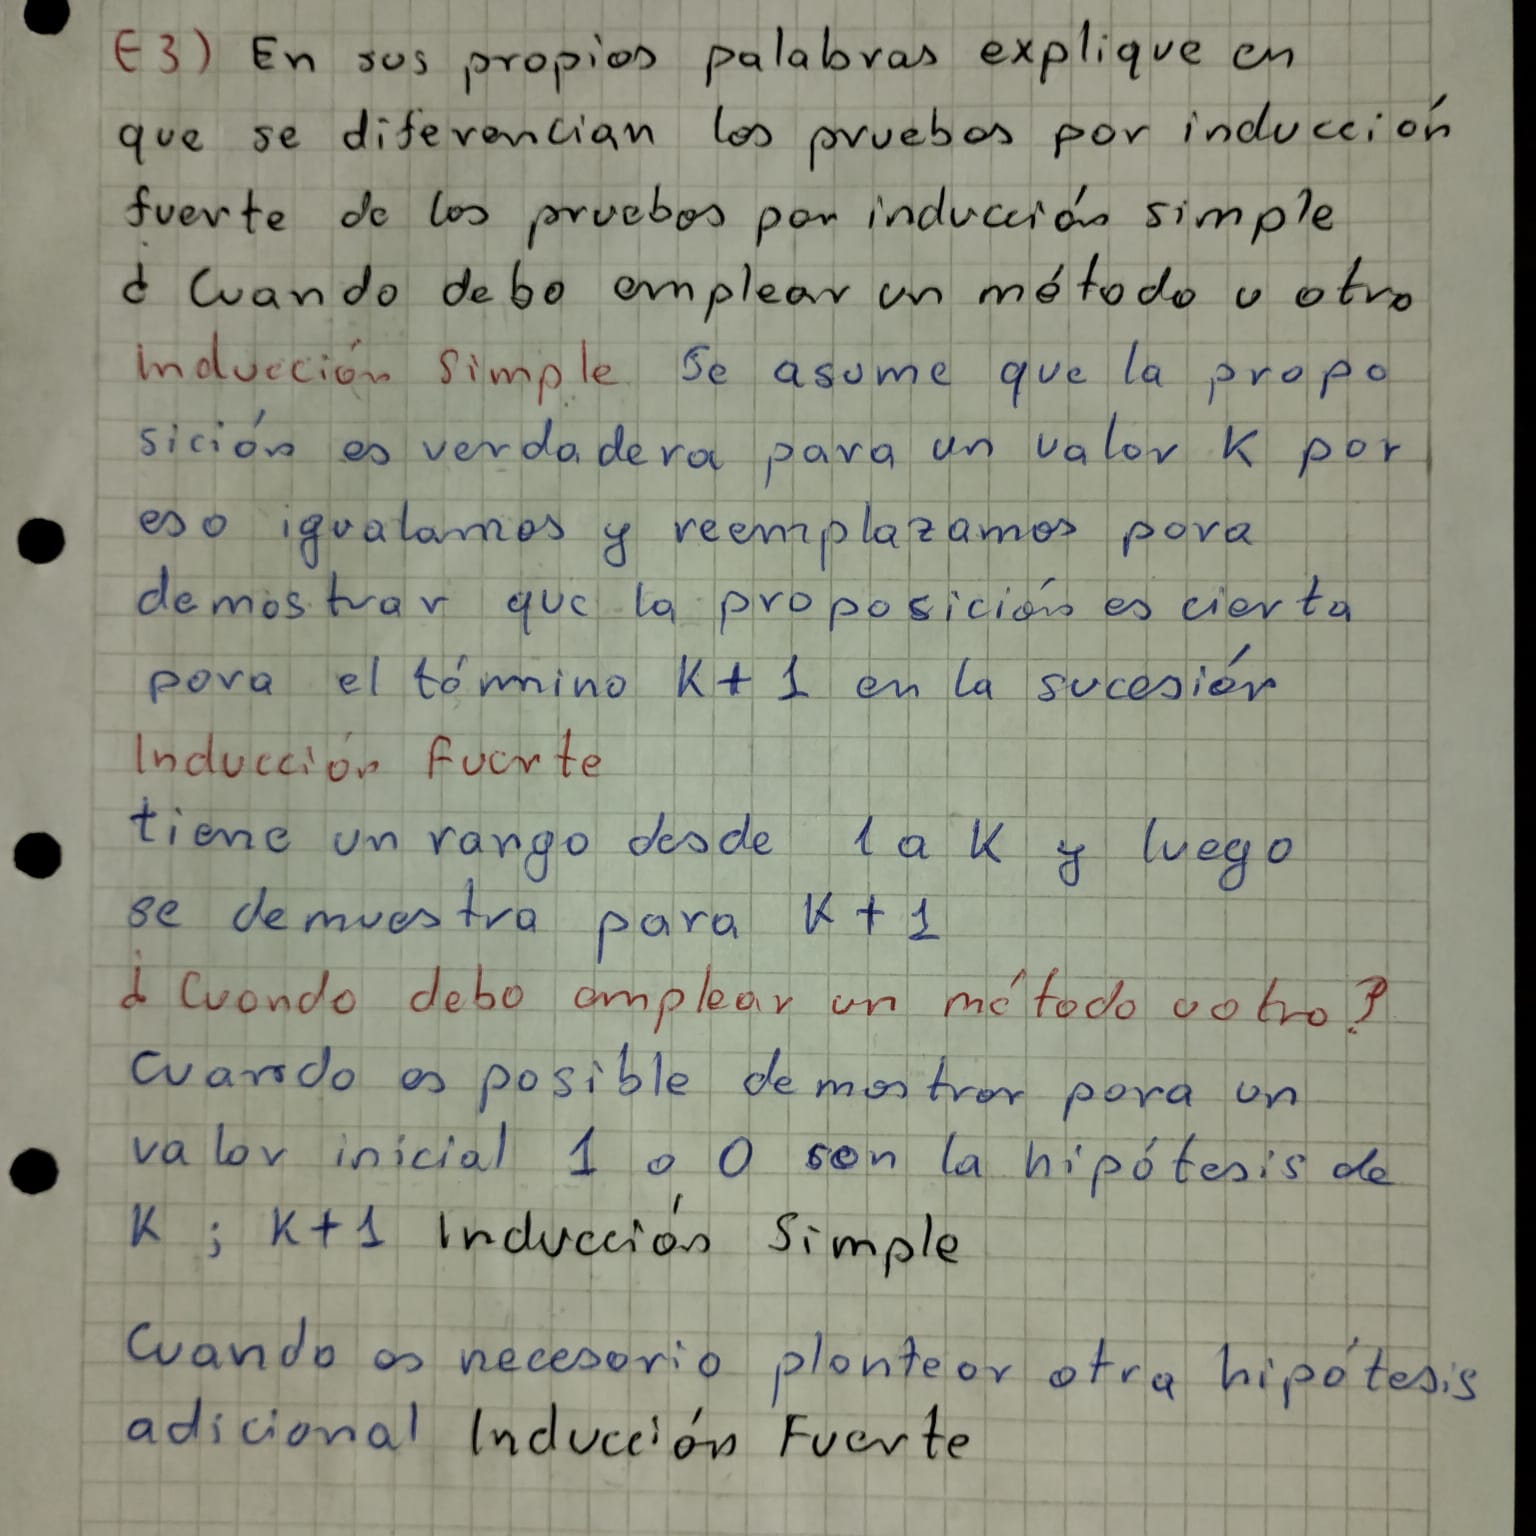 E3) En sus propios palabras explique en
que se diferencian los pruebas por inducción
fuerte de los pruebas por inducción simple
¿ Cuando debo emplear un método u otro
inducción Simple Se asume que la propo
sición es verdadera para un valor K por
eso igualamos y reemplazamos para
demostrar que la proposición es cierta
para el término K+1 en la sucesión
Inducción Fuerte
tiene un rango desde 1 a K y luego
se demuestra para K+1
¿ Cuando debo emplear un método u otro?
Cuando es posible demostrar para un
valor inicial 1 o 0 son la hipótesis de
K ; K+1 Inducción Simple
Cuando es necesario plantear otra hipótesis
adicional Inducción Fuerte